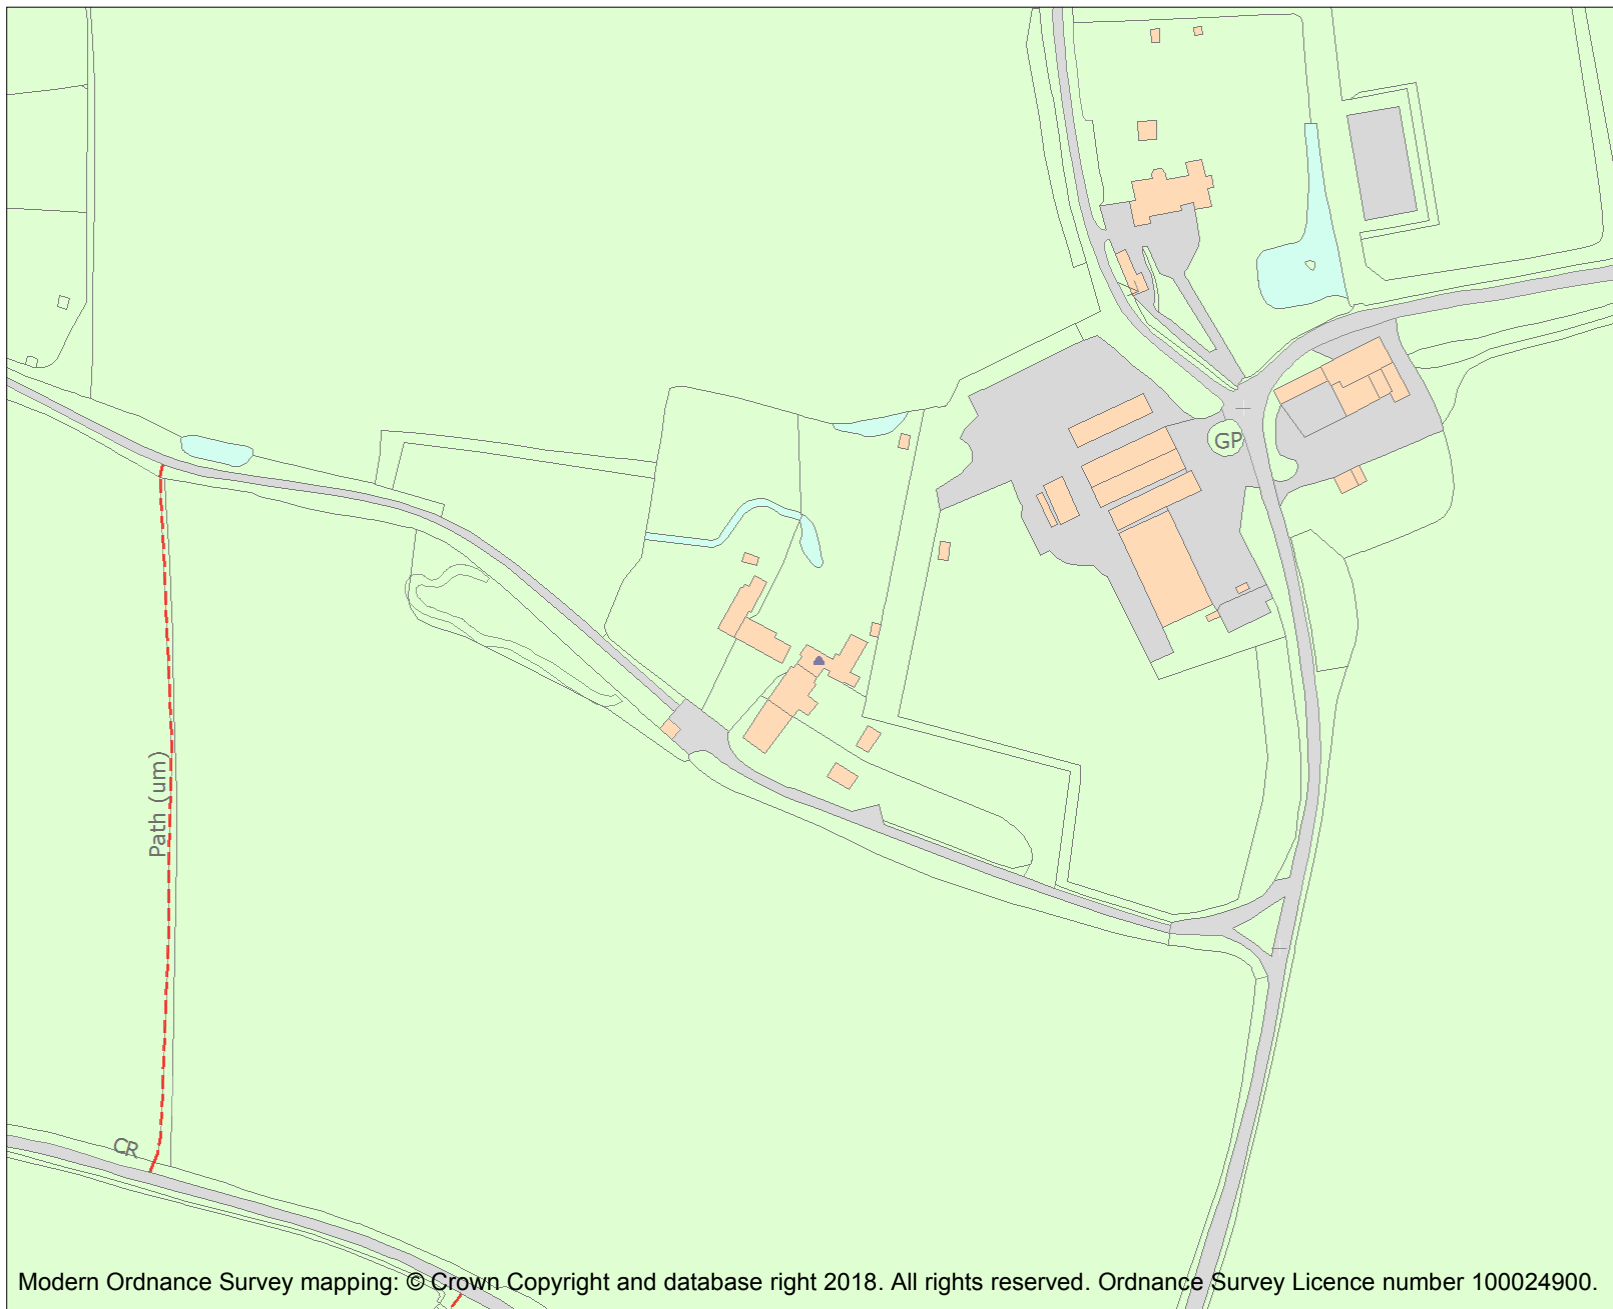 GP
Path (um)
CR
Modern Ordnance Survey mapping: © Crown Copyright and database right 2018. All rights reserved. Ordnance Survey Licence number 100024900.